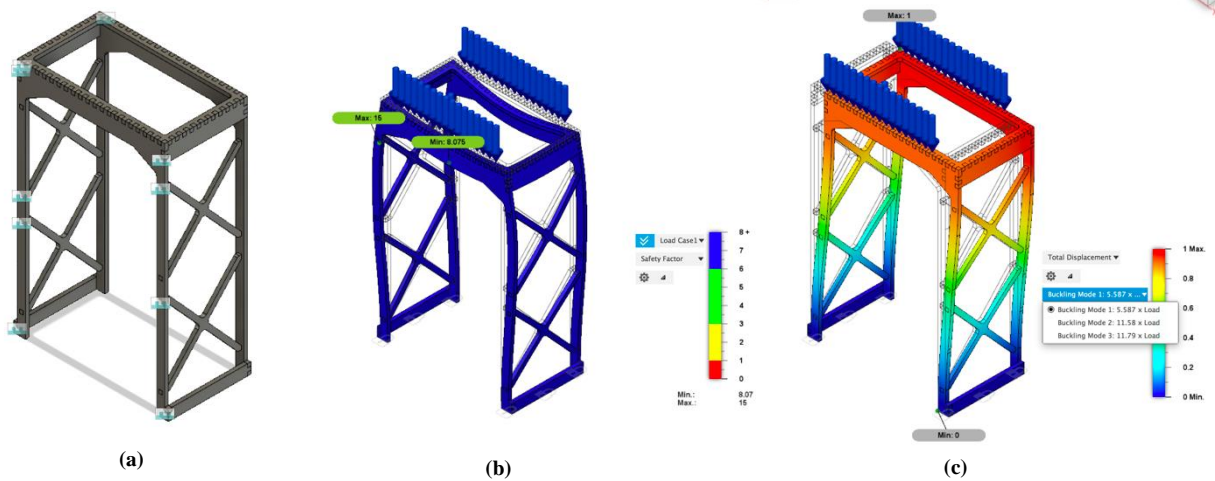 Max: 15
Min: 8.075
Load Case1
Safety Factor
8 +
7
6
5
4
3
2
1
0
Min.: 8.07
Max.: 15
Max: 1
Min: 0
Total Displacement
Buckling Mode 1: 5.587 x ...
Buckling Mode 1: 5.587 x Load
Buckling Mode 2: 11.58 x Load
Buckling Mode 3: 11.79 x Load
1 Max.
0.8
0.6
0.4
0.2
0 Min.
(a)
(b)
(c)